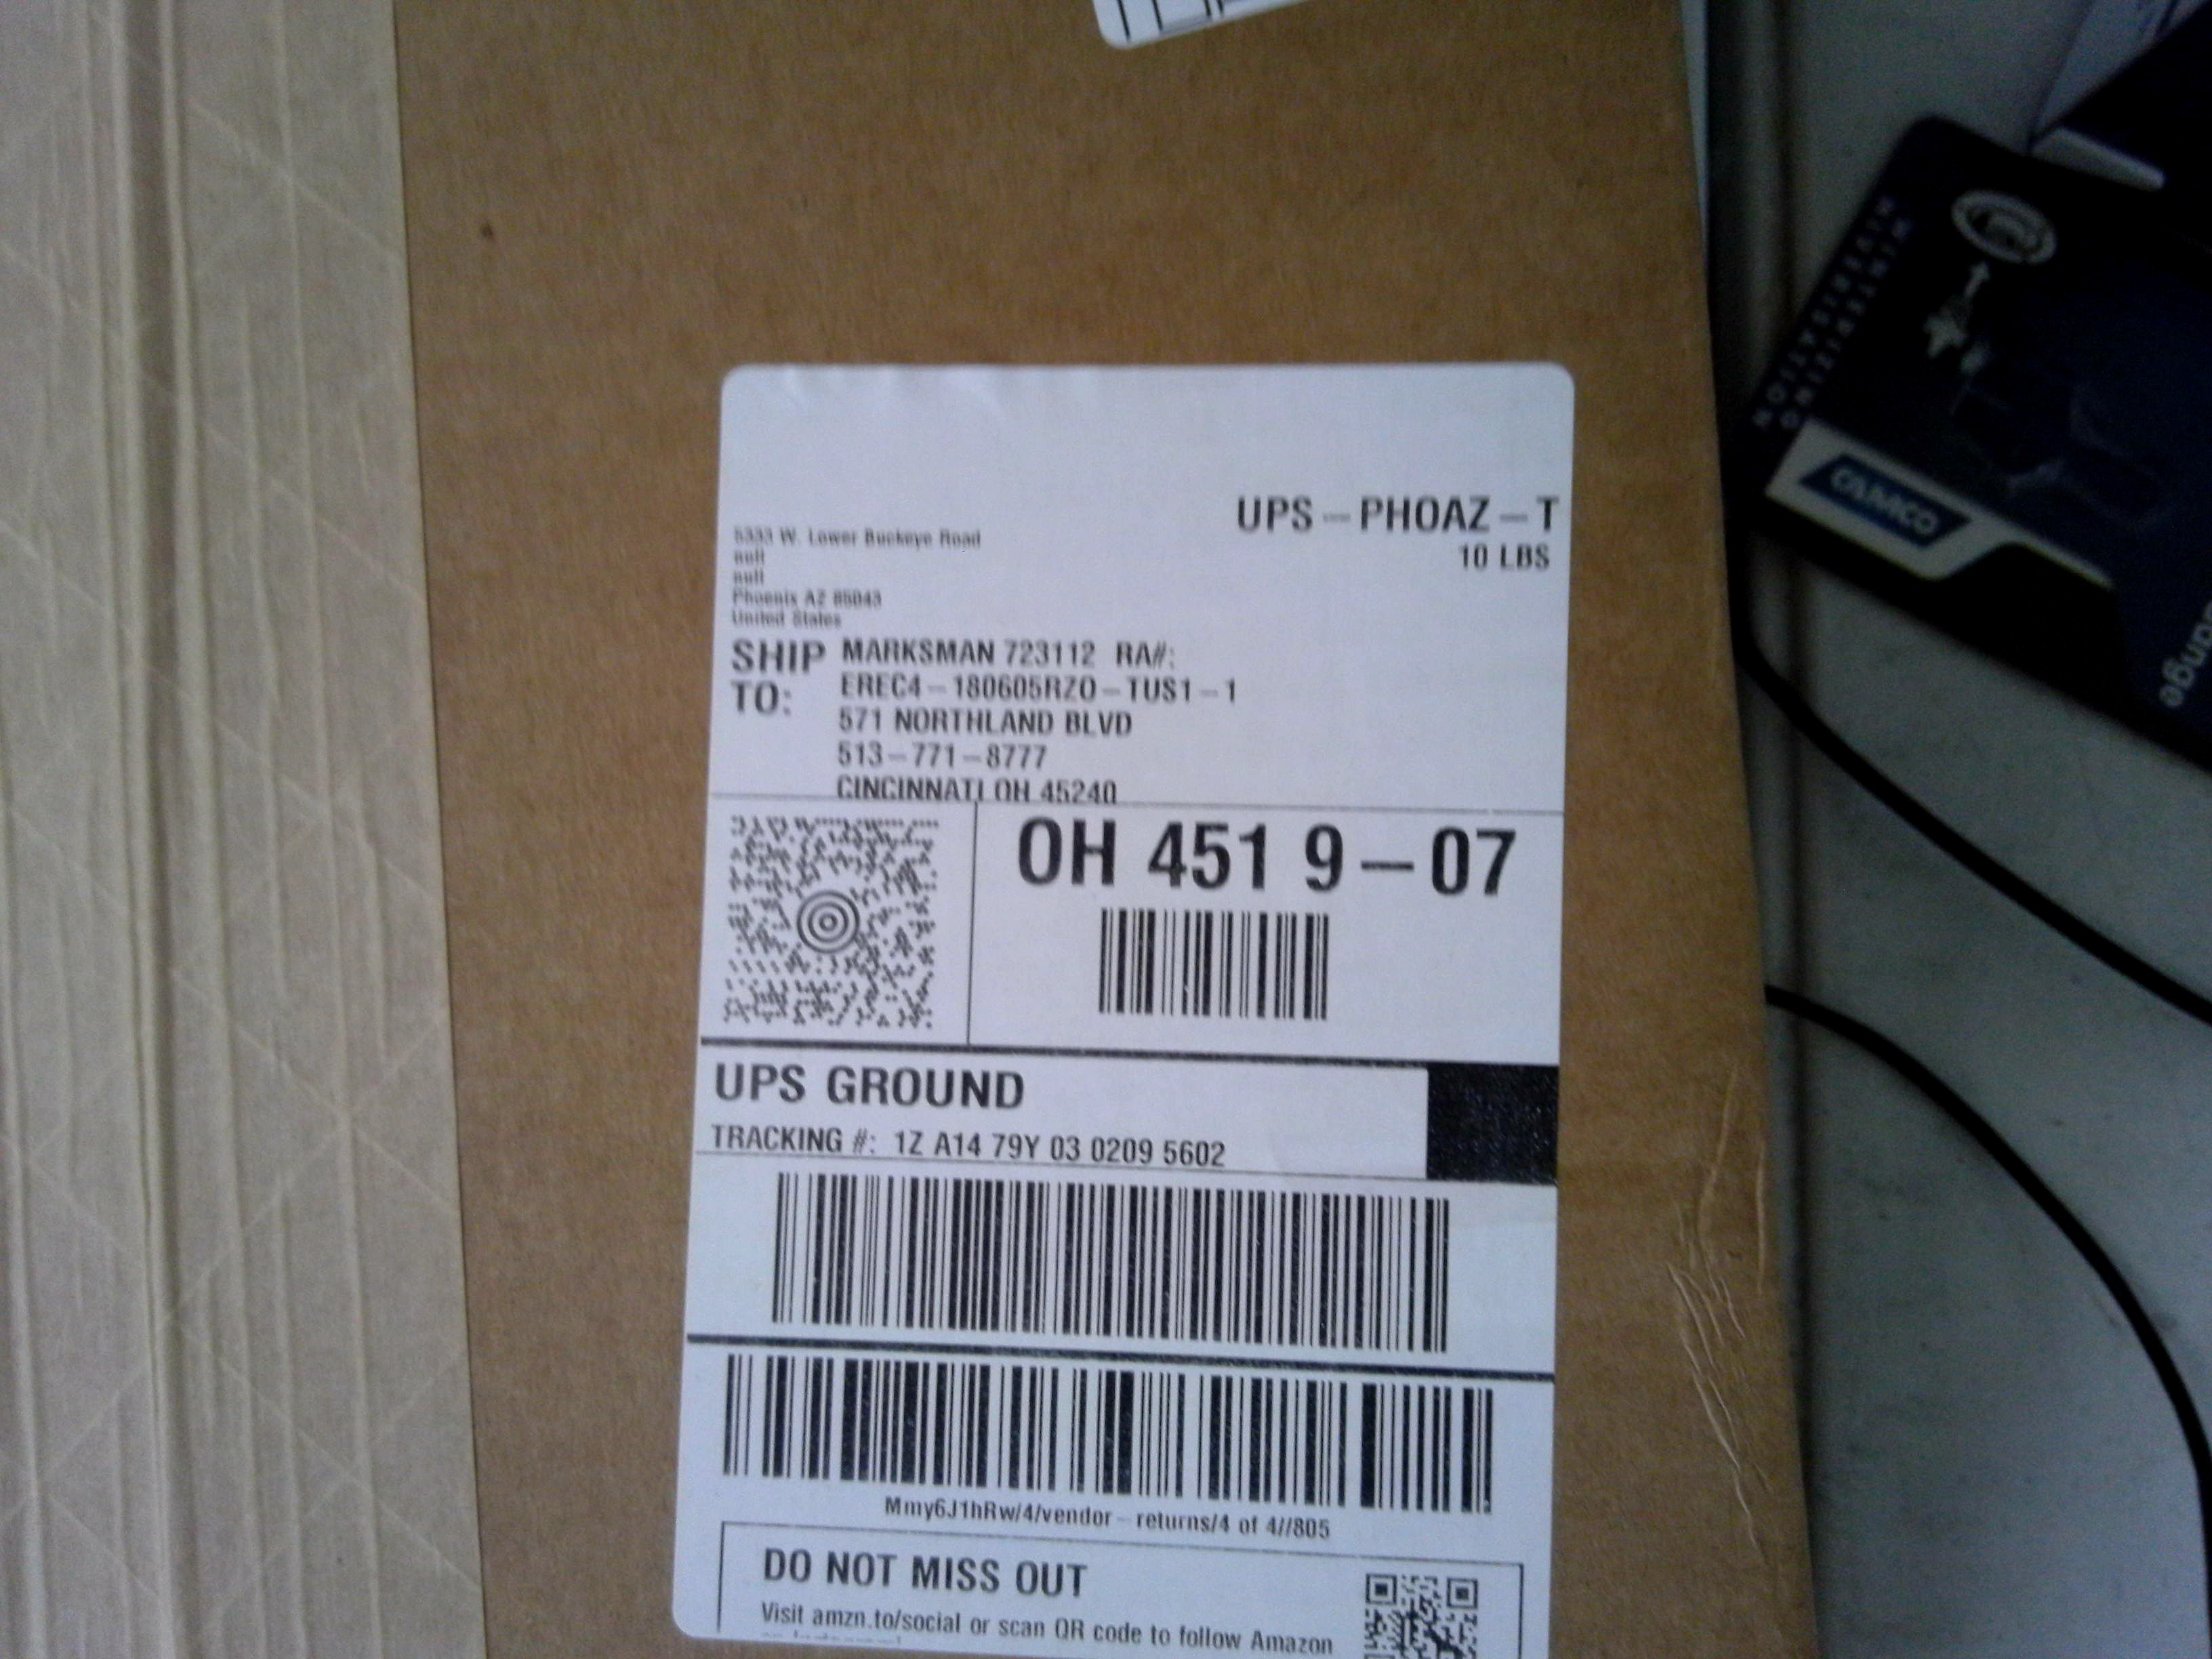 UPS – PHOAZ – T
10 LBS
5333 W. Lower Buckeye Road
null
null
Phoenix AZ 85043
United States
SHIP TO:
MARKSMAN 723112 RA#:
EREC4 – 180605RZO – TUS1 – 1
571 NORTHLAND BLVD
513 – 771 – 8777
CINCINNATI OH 45240
OH 451 9 – 07
UPS GROUND
TRACKING #: 1Z A14 79Y 03 0209 5602
Mmy6J1hRw/4/vendor – returns/4 of 4//805
DO NOT MISS OUT
Visit amzn.to/social or scan QR code to follow Amazon
WINTERIZING
CAMCO